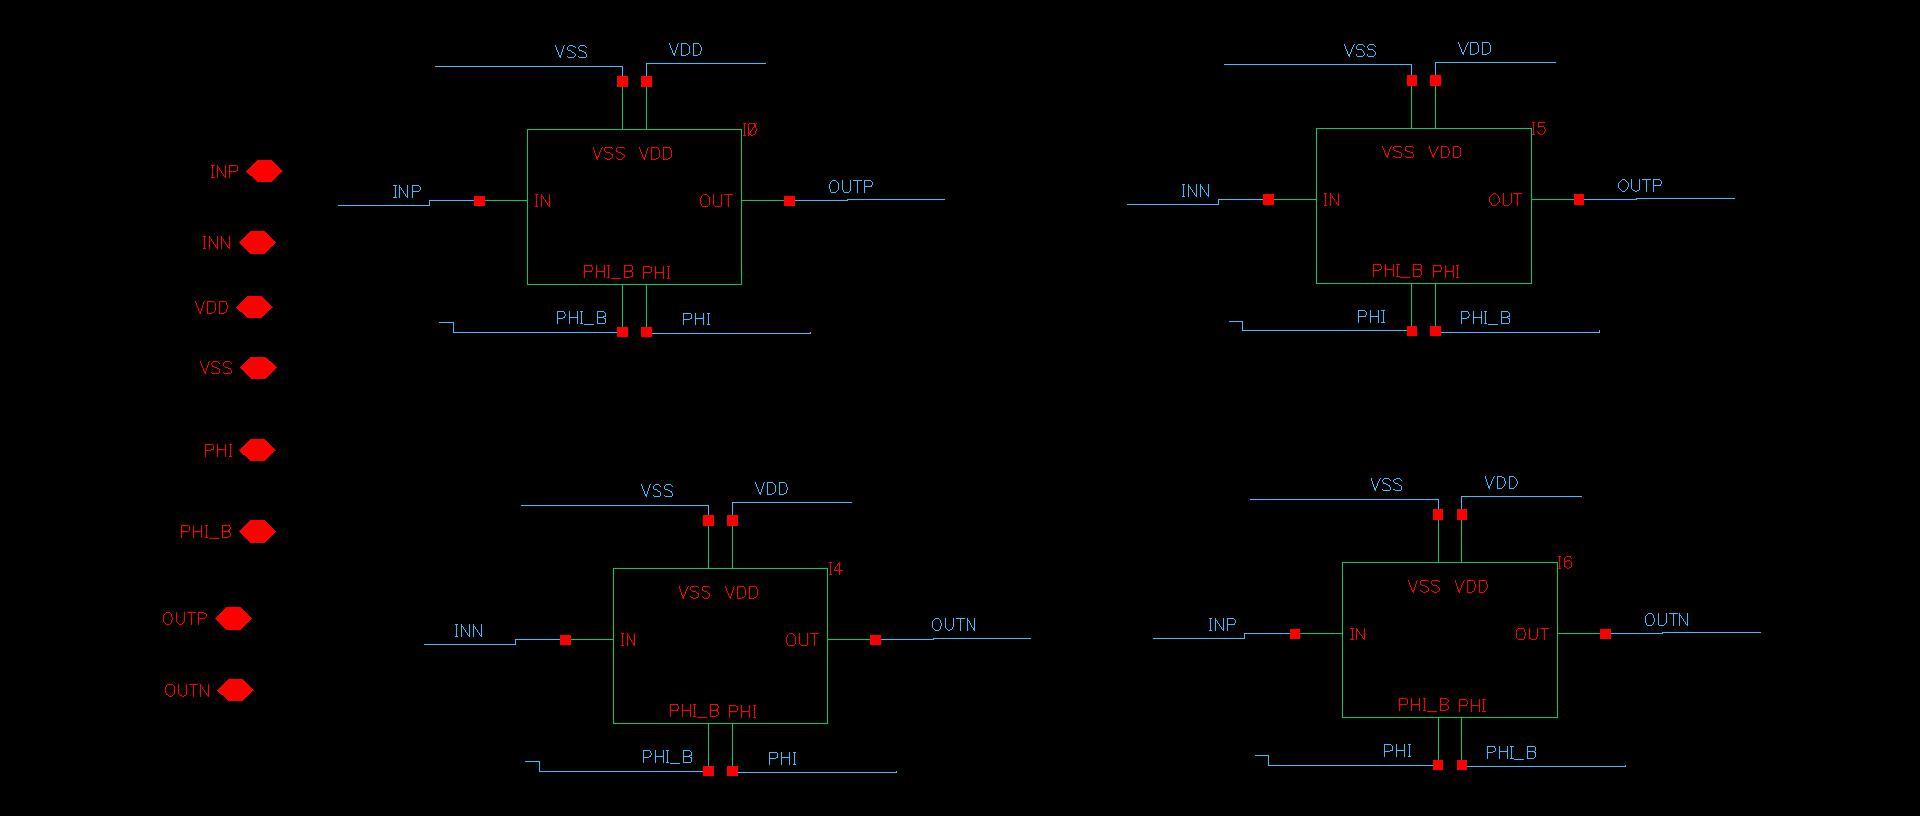 INP
INN
VDD
VSS
PHI
PHI_B
OUTP
OUTN
VSS VDD
I0
VSS VDD
INP IN OUT OUTP
PHI_B PHI
PHI_B PHI
VSS VDD
I5
VSS VDD
INN IN OUT OUTP
PHI_B PHI
PHI PHI_B
VSS VDD
I4
VSS VDD
INN IN OUT OUTN
PHI_B PHI
PHI_B PHI
VSS VDD
I6
VSS VDD
INP IN OUT OUTN
PHI_B PHI
PHI PHI_B